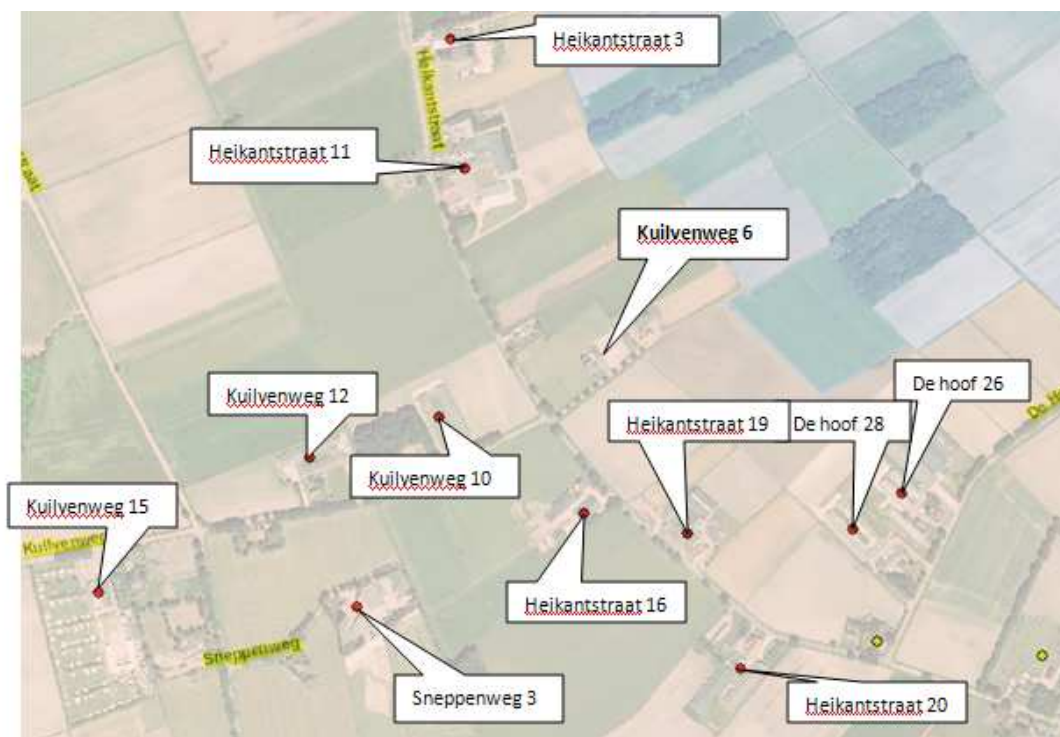 Heikantstraat 3
Heikantstraat
Heikantstraat 11
Kuilvenweg 6
De hoof 26
Kuilvenweg 12
Heikantstraat 19
De hoof 28
Kuilvenweg 10
Kuilvenweg 15
Kuilvenweg
Heikantstraat 16
Sneppenweg
Sneppenweg 3
Heikantstraat 20